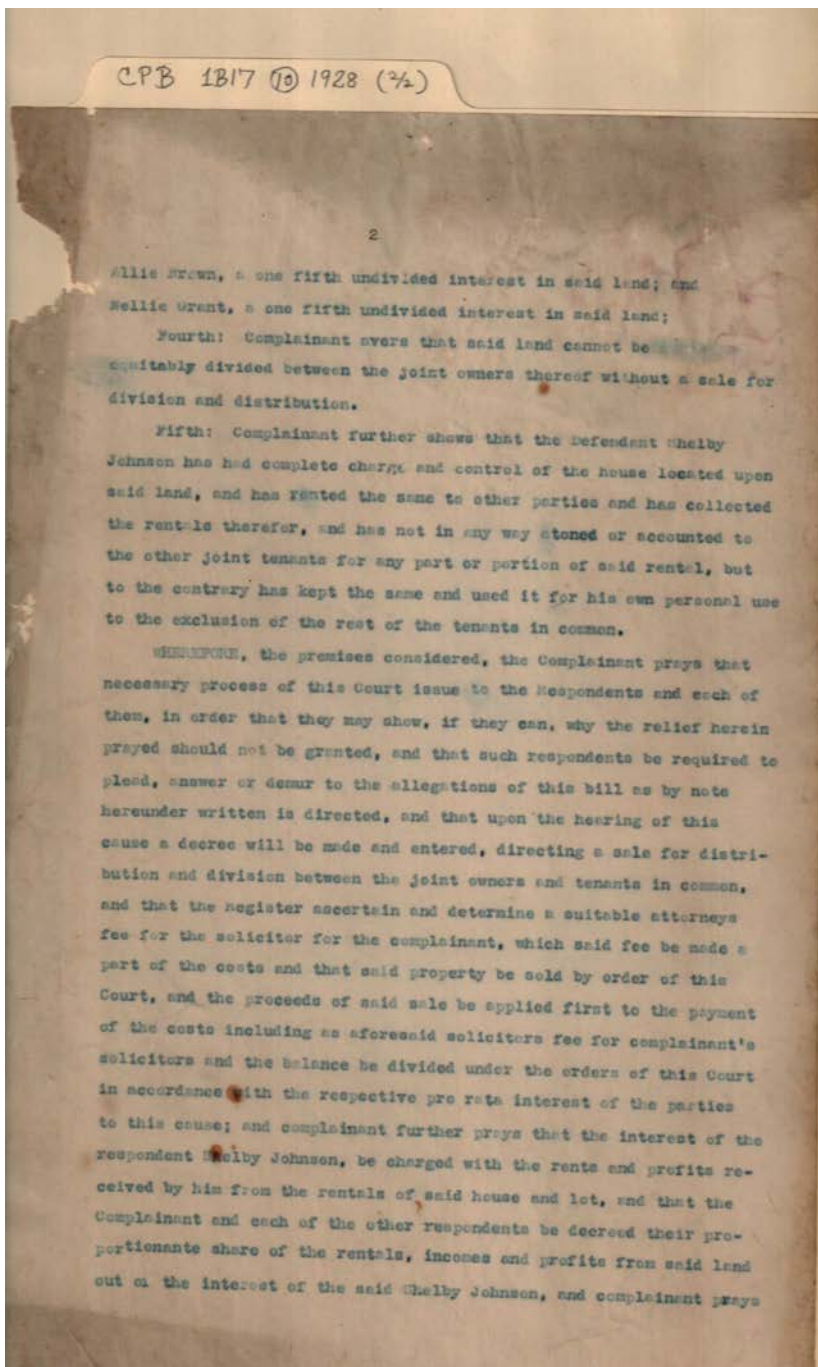 CPB 1B17 ⑩ 1928 (2/2)
2
Allie Brown, a one fifth undivided interest in said land; and
Nellie Grant, a one fifth undivided interest in said land;
Fourth: Complainant avers that said land cannot be
equitably divided between the joint owners thereof without a sale for
division and distribution.
Fifth: Complainant further shows that the Defendant Shelby
Johnson has had complete charge and control of the house located upon
said land, and has rented the same to other parties and has collected
the rentals therefor, and has not in any way atoned or accounted to
the other joint tenants for any part or portion of said rental, but
to the contrary has kept the same and used it for his own personal use
to the exclusion of the rest of the tenants in common.
WHEREFORE, the premises considered, the Complainant prays that
necessary process of this Court issue to the Respondents and each of
them, in order that they may show, if they can, why the relief herein
prayed should not be granted, and that such respondents be required to
plead, answer or demur to the allegations of this bill as by note
hereunder written is directed, and that upon the hearing of this
cause a decree will be made and entered, directing a sale for distri-
bution and division between the joint owners and tenants in common,
and that the Register ascertain and determine a suitable attorneys
fee for the solicitor for the complainant, which said fee be made a
part of the costs and that said property be sold by order of this
Court, and the proceeds of said sale be applied first to the payment
of the costs including as aforesaid solicitors fee for complainant's
solicitors and the balance be divided under the orders of this Court
in accordance with the respective pro rata interest of the parties
to this cause; and complainant further prays that the interest of the
respondent Shelby Johnson, be charged with the rents and profits re-
ceived by him from the rentals of said house and lot, and that the
Complainant and each of the other respondents be decreed their pro-
portionante share of the rentals, incomes and profits from said land
out of the interest of the said Shelby Johnson, and complainant prays